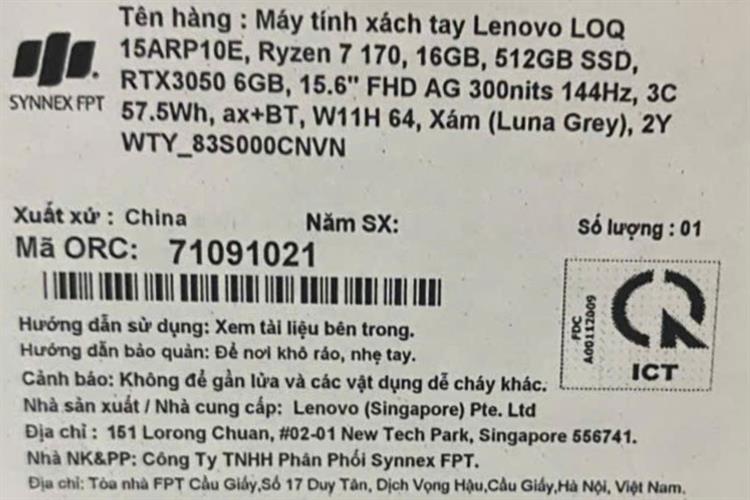 Tên hàng : Máy tính xách tay Lenovo LOQ
15ARP10E, Ryzen 7 170, 16GB, 512GB SSD,
RTX3050 6GB, 15.6" FHD AG 300nits 144Hz, 3C
57.5Wh, ax+BT, W11H 64, Xám (Luna Grey), 2Y
WTY_83S000CNVN
SYNNEX FPT
Xuất xứ : China
Năm SX:
Số lượng : 01
Mã ORC: 71091021
FDC
A00112009
ICT
Hướng dẫn sử dụng: Xem tài liệu bên trong.
Hướng dẫn bảo quản: Để nơi khô ráo, nhẹ tay.
Cảnh báo: Không để gần lửa và các vật dụng dễ cháy khác.
Nhà sản xuất / Nhà cung cấp: Lenovo (Singapore) Pte. Ltd
Địa chỉ : 151 Lorong Chuan, #02-01 New Tech Park, Singapore 556741.
Nhà NK&PP: Công Ty TNHH Phân Phối Synnex FPT.
Địa chỉ: Tòa nhà FPT Cầu Giấy,Số 17 Duy Tân, Dịch Vọng Hậu,Cầu Giấy,Hà Nội, Việt Nam.